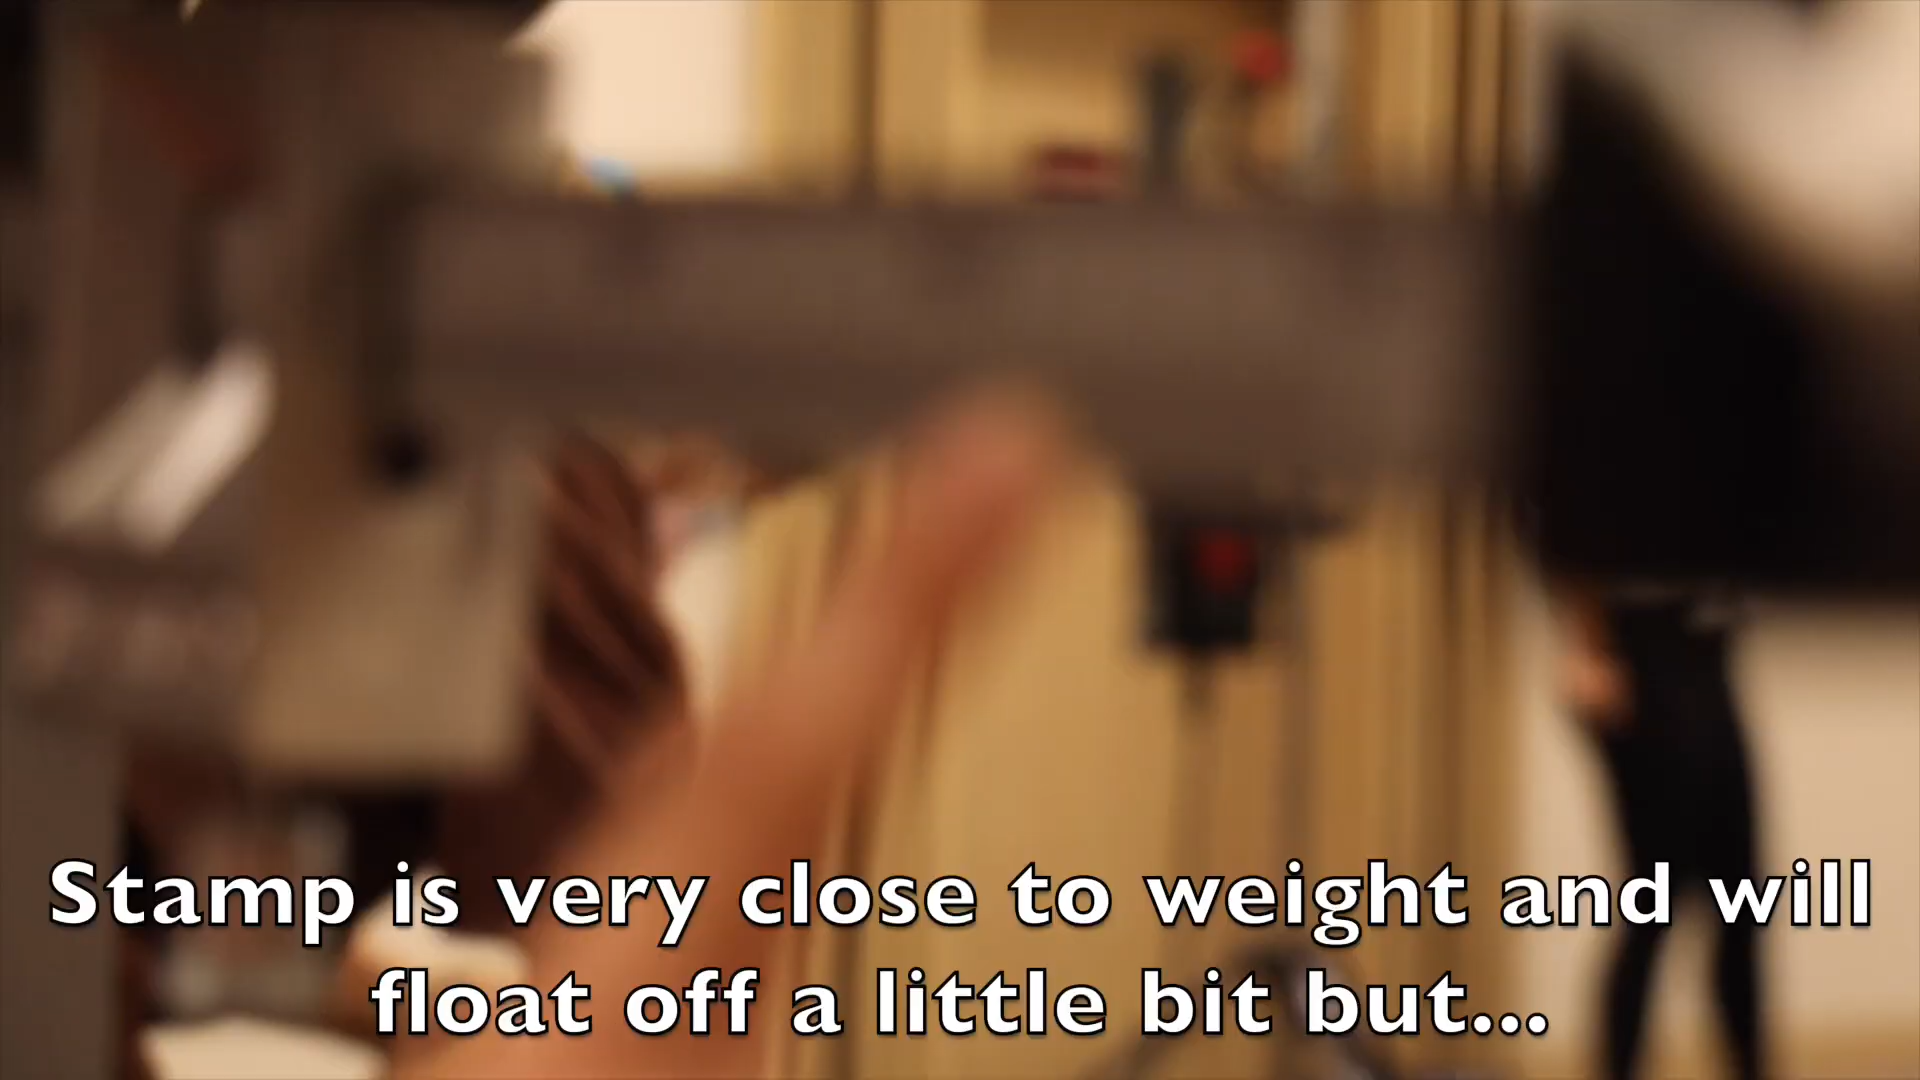 Stamp is very close to weight and will
float off a little bit but...